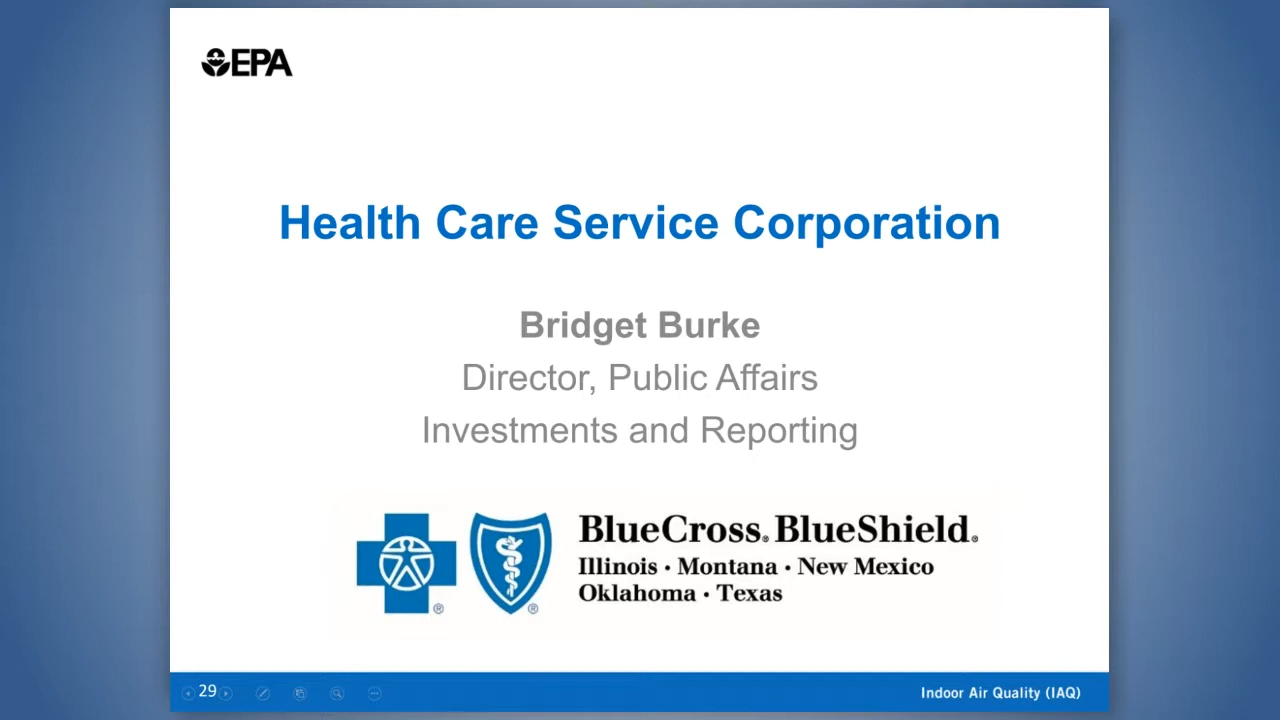 EPA
Health Care Service Corporation
Bridget Burke
Director, Public Affairs
Investments and Reporting
BlueCross® BlueShield®
Illinois · Montana · New Mexico
Oklahoma · Texas
® ®
29
Indoor Air Quality (IAQ)